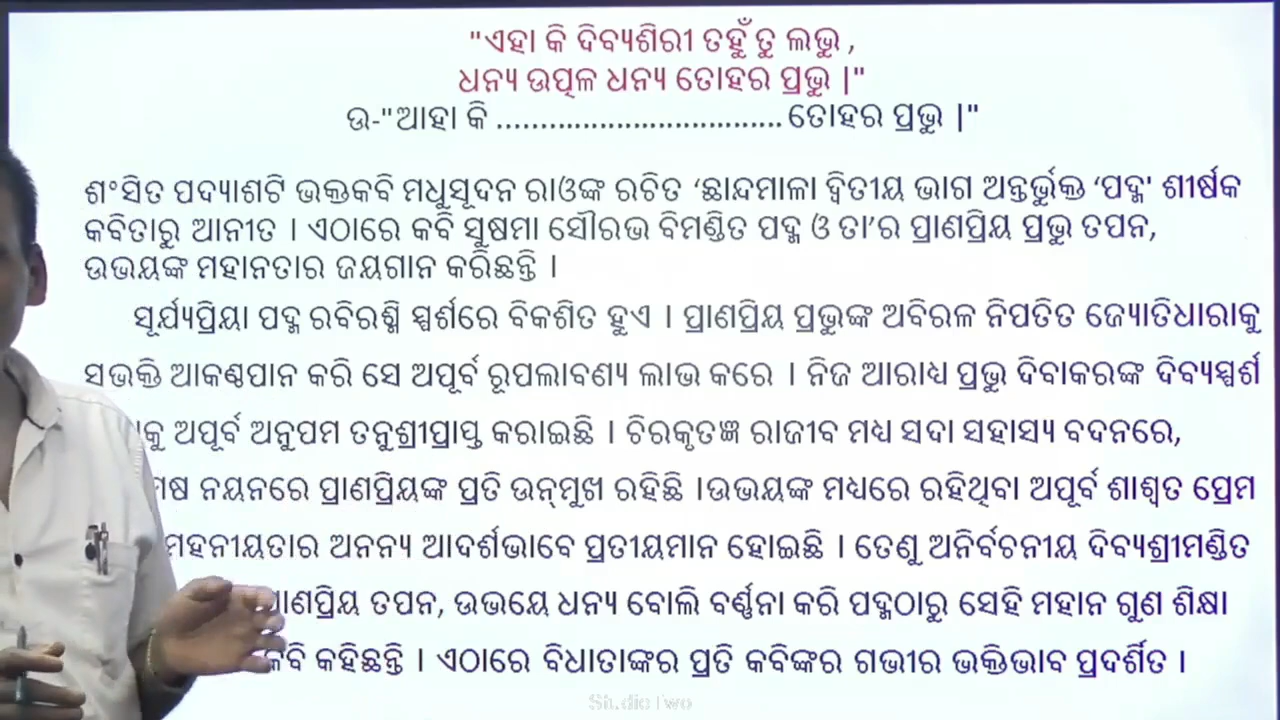 "ଏହା କି ଦିବ୍ୟଶିରୀ ତହୁଁ ତୁ ଲଭୁ ,
ଧନ୍ୟ ଉତ୍ପଳ ଧନ୍ୟ ତୋହର ପ୍ରଭୁ |"
ଉ-"ଆହା କି ................................. ତୋହର ପ୍ରଭୁ |"
ଶଂସିତ ପଦ୍ୟାଶଟି ଭକ୍ତକବି ମଧୁସୂଦନ ରାଓଙ୍କ ରଚିତ ‘ଛାନ୍ଦମାଳା ଦ୍ୱିତୀୟ ଭାଗ ଅନ୍ତର୍ଭୁକ୍ତ ‘ପଦ୍ମ' ଶୀର୍ଷକ
କବିତାରୁ ଆନୀତ । ଏଠାରେ କବି ସୁଷମା ସୌରଭ ବିମଣ୍ଡିତ ପଦ୍ମ ଓ ତା’ର ପ୍ରାଣପ୍ରିୟ ପ୍ରଭୁ ତପନ,
ଉଭୟଙ୍କ ମହାନତାର ଜୟଗାନ କରିଛନ୍ତି ।
ସୂର୍ଯ୍ୟପ୍ରିୟା ପଦ୍ମ ରବିରଶ୍ମି ସ୍ପର୍ଶରେ ବିକଶିତ ହୁଏ । ପ୍ରାଣପ୍ରିୟ ପ୍ରଭୁଙ୍କ ଅବିରଳ ନିପତିତ ଜ୍ୟୋତିଧାରାକୁ
ସଭକ୍ତି ଆକଣ୍ଠପାନ କରି ସେ ଅପୂର୍ବ ରୂପଲାବଣ୍ୟ ଲାଭ କରେ । ନିଜ ଆରାଧ୍ୟ ପ୍ରଭୁ ଦିବାକରଙ୍କ ଦିବ୍ୟସ୍ପର୍ଶ
ଅପୂର୍ବ ଅନୁପମ ତନୁଶ୍ରୀପ୍ରାପ୍ତ କରାଇଛି । ଚିରକୃତଜ୍ଞ ରାଜୀବ ମଧ୍ୟ ସଦା ସହାସ୍ୟ ବଦନରେ,
ନୟନରେ ପ୍ରାଣପ୍ରିୟଙ୍କ ପ୍ରତି ଉନ୍‌ମୁଖ ରହିଛି ।ଉଭୟଙ୍କ ମଧ୍ୟରେ ରହିଥିବା ଅପୂର୍ବ ଶାଶ୍ୱତ ପ୍ରେମ
ମହନୀୟତାର ଅନନ୍ୟ ଆଦର୍ଶଭାବେ ପ୍ରତୀୟମାନ ହୋଇଛି । ତେଣୁ ଅନିର୍ବଚନୀୟ ଦିବ୍ୟଶ୍ରୀମଣ୍ଡିତ
ତପନ, ଉଭୟେ ଧନ୍ୟ ବୋଲି ବର୍ଣ୍ଣନା କରି ପଦ୍ମଠାରୁ ସେହି ମହାନ ଗୁଣ ଶିକ୍ଷା
କହିଛନ୍ତି । ଏଠାରେ ବିଧାତାଙ୍କର ପ୍ରତି କବିଙ୍କର ଗଭୀର ଭକ୍ତିଭାବ ପ୍ରଦର୍ଶିତ ।